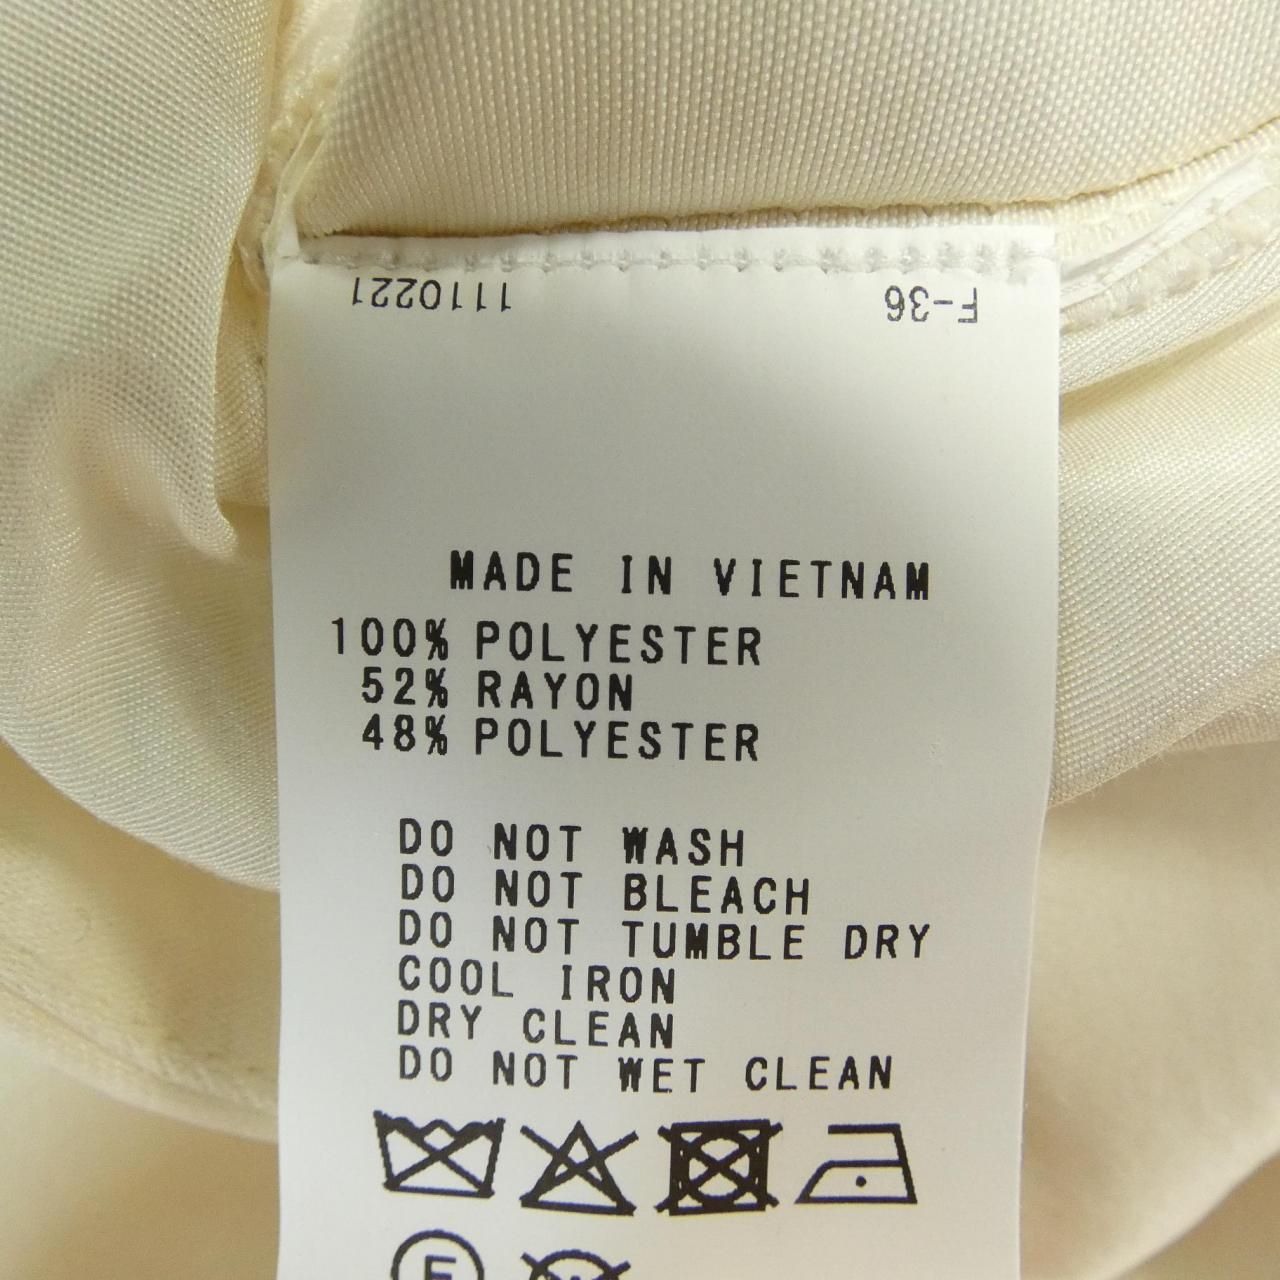 1110221
F-36
MADE IN VIETNAM
100% POLYESTER
52% RAYON
48% POLYESTER
DO NOT WASH
DO NOT BLEACH
DO NOT TUMBLE DRY
COOL IRON
DRY CLEAN
DO NOT WET CLEAN